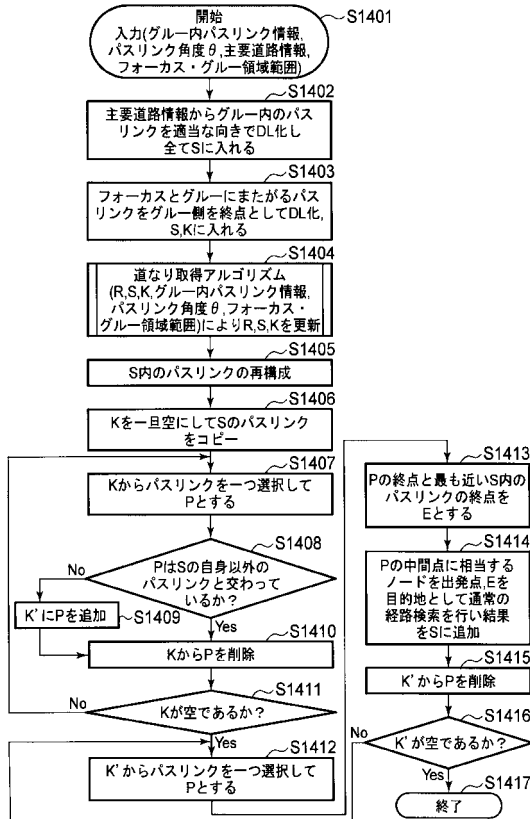 開始
入力(グルー内パスリンク情報,
パスリンク角度θ,主要道路情報,
フォーカス・グルー領域範囲)
S1401
S1402
主要道路情報からグルー内のパス
リンクを適当な向きでDL化し
全てSに入れる
S1403
フォーカスとグルーにまたがるパス
リンクをグルー側を終点としてDL化,
S,Kに入れる
S1404
道なり取得アルゴリズム
(R,S,K,グルー内パスリンク情報,
パスリンク角度θ,フォーカス・
グルー領域範囲)によりR,S,Kを更新
S1405
S内のパスリンクの再構成
S1406
Kを一旦空にしてSのパスリンク
をコピー
S1407
Kからパスリンクを一つ選択して
Pとする
S1408
PはSの自身以外の
パスリンクと交わって
いるか?
No
Yes
K'にPを追加
S1409
S1410
KからPを削除
S1411
Kが空であるか?
No
Yes
S1412
K'からパスリンクを一つ選択して
Pとする
S1413
Pの終点と最も近いS内の
パスリンクの終点を
Eとする
S1414
Pの中間点に相当する
ノードを出発点,Eを
目的地として通常の
経路検索を行い結果
をSに追加
S1415
K'からPを削除
S1416
K'が空であるか?
No
Yes
S1417
終了